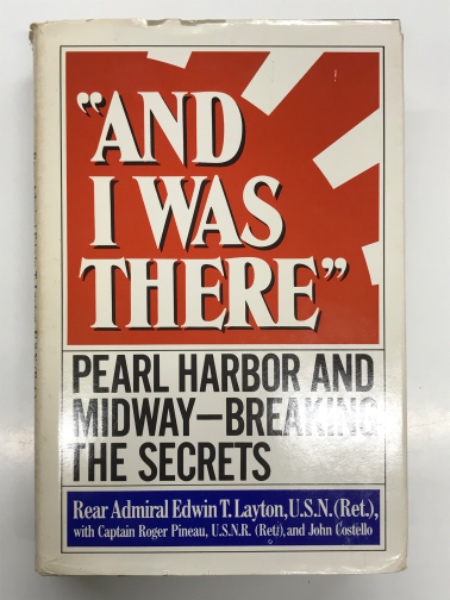 "AND
I WAS
THERE"
PEARL HARBOR AND
MIDWAY—BREAKING
THE SECRETS
Rear Admiral Edwin T. Layton, U.S.N. (Ret.),
with Captain Roger Pineau, U.S.N.R. (Ret.), and John Costello